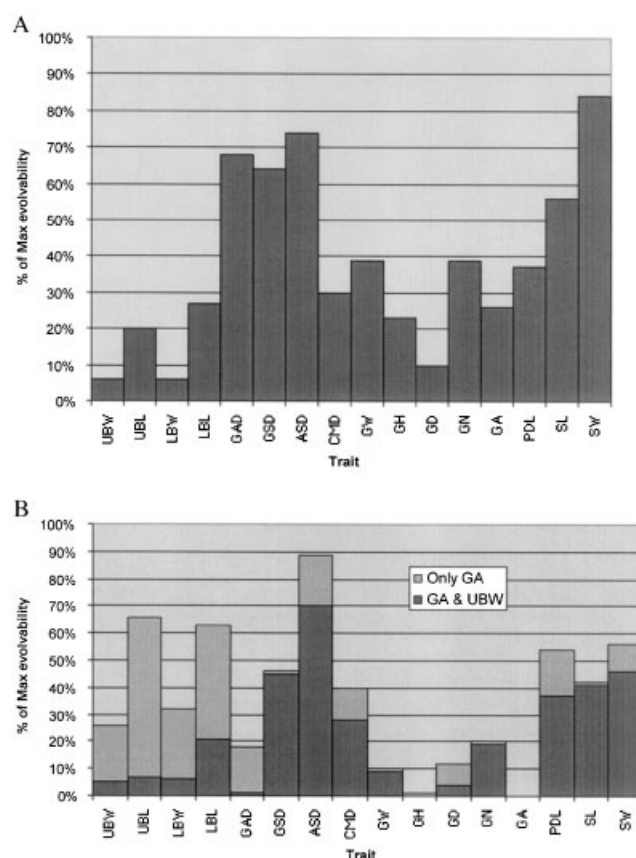 A
100%
90%
80%
70%
60%
50%
40%
30%
20%
10%
0%
% of Max evolvability
UBW UBL LBW LBL GAD GSD ASD CMD GW GH GD GN GA PDL SL SW
Trait
B
100%
90%
80%
70%
60%
50%
40%
30%
20%
10%
0%
% of Max evolvability
Only GA
GA & UBW
UBW UBL LBW LBL GAD GSD ASD CMD GW GH GD GN GA PDL SL SW
Trait